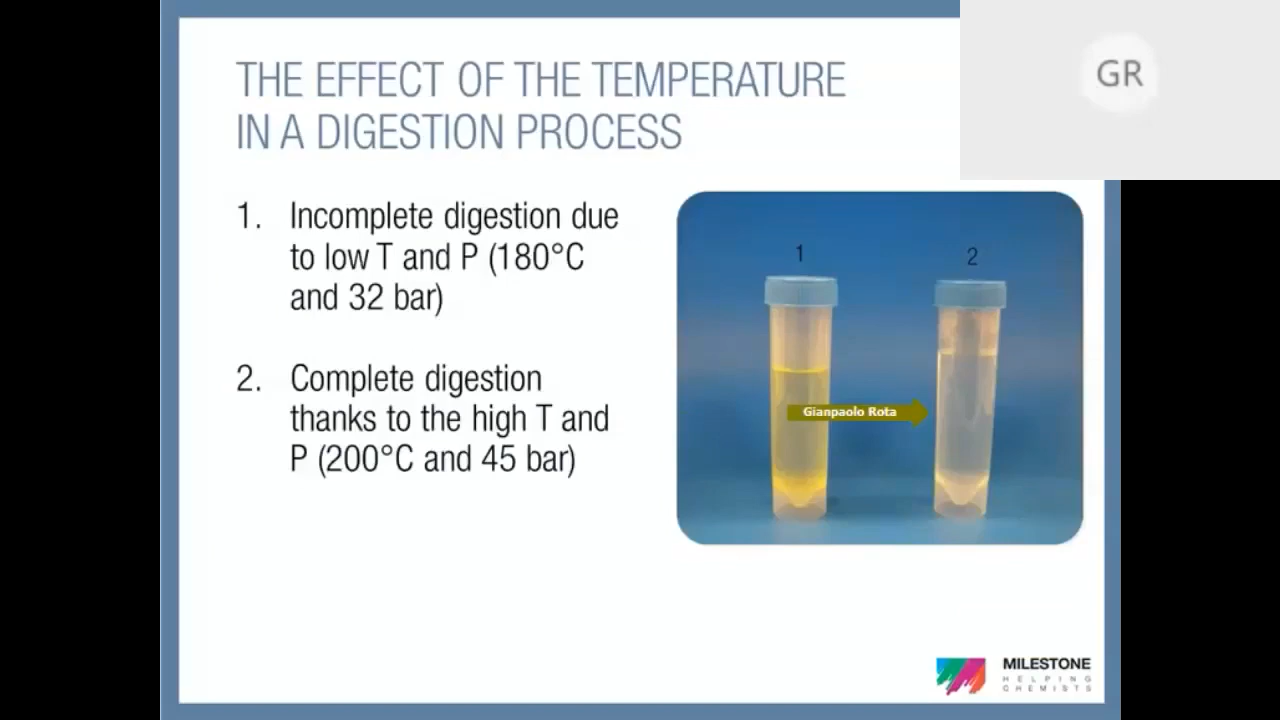 THE EFFECT OF THE TEMPERATURE
IN A DIGESTION PROCESS
GR
1. Incomplete digestion due
to low T and P (180°C
and 32 bar)
2. Complete digestion
thanks to the high T and
P (200°C and 45 bar)
1
2
Gianpaolo Rota
MILESTONE
HELPING
CHEMISTS